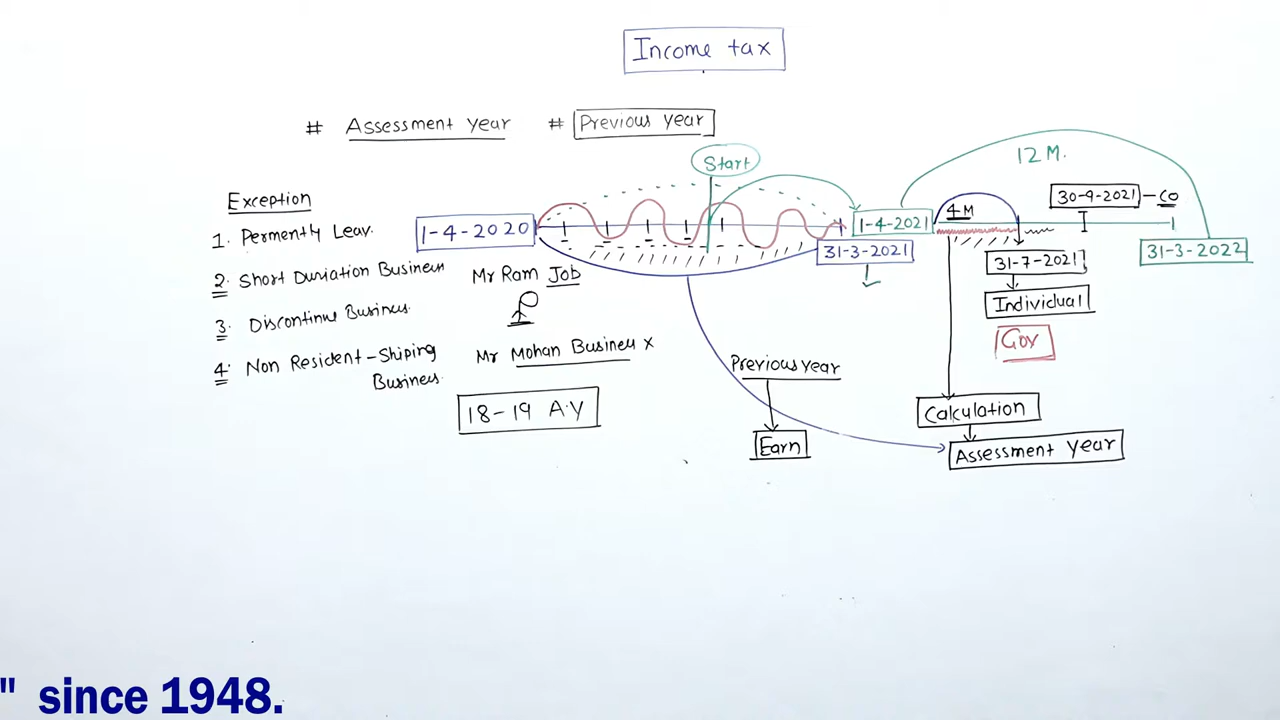 Income tax
# Assessment year # Previous year
Start
12 M.
Exception
1. Permently Leav.
2. Short Duriation Business
3. Discontinue Business.
4. Non Resident - Shiping
Business.
1-4-2020
1-4-2021
31-3-2021
4M
30-9-2021 - CO
31-3-2022
31-7-2021
Individual
Gov
Mr Ram Job
Mr Mohan Business x
18-19 A.Y
Previous year
Earn
Calculation
Assessment year
" since 1948.